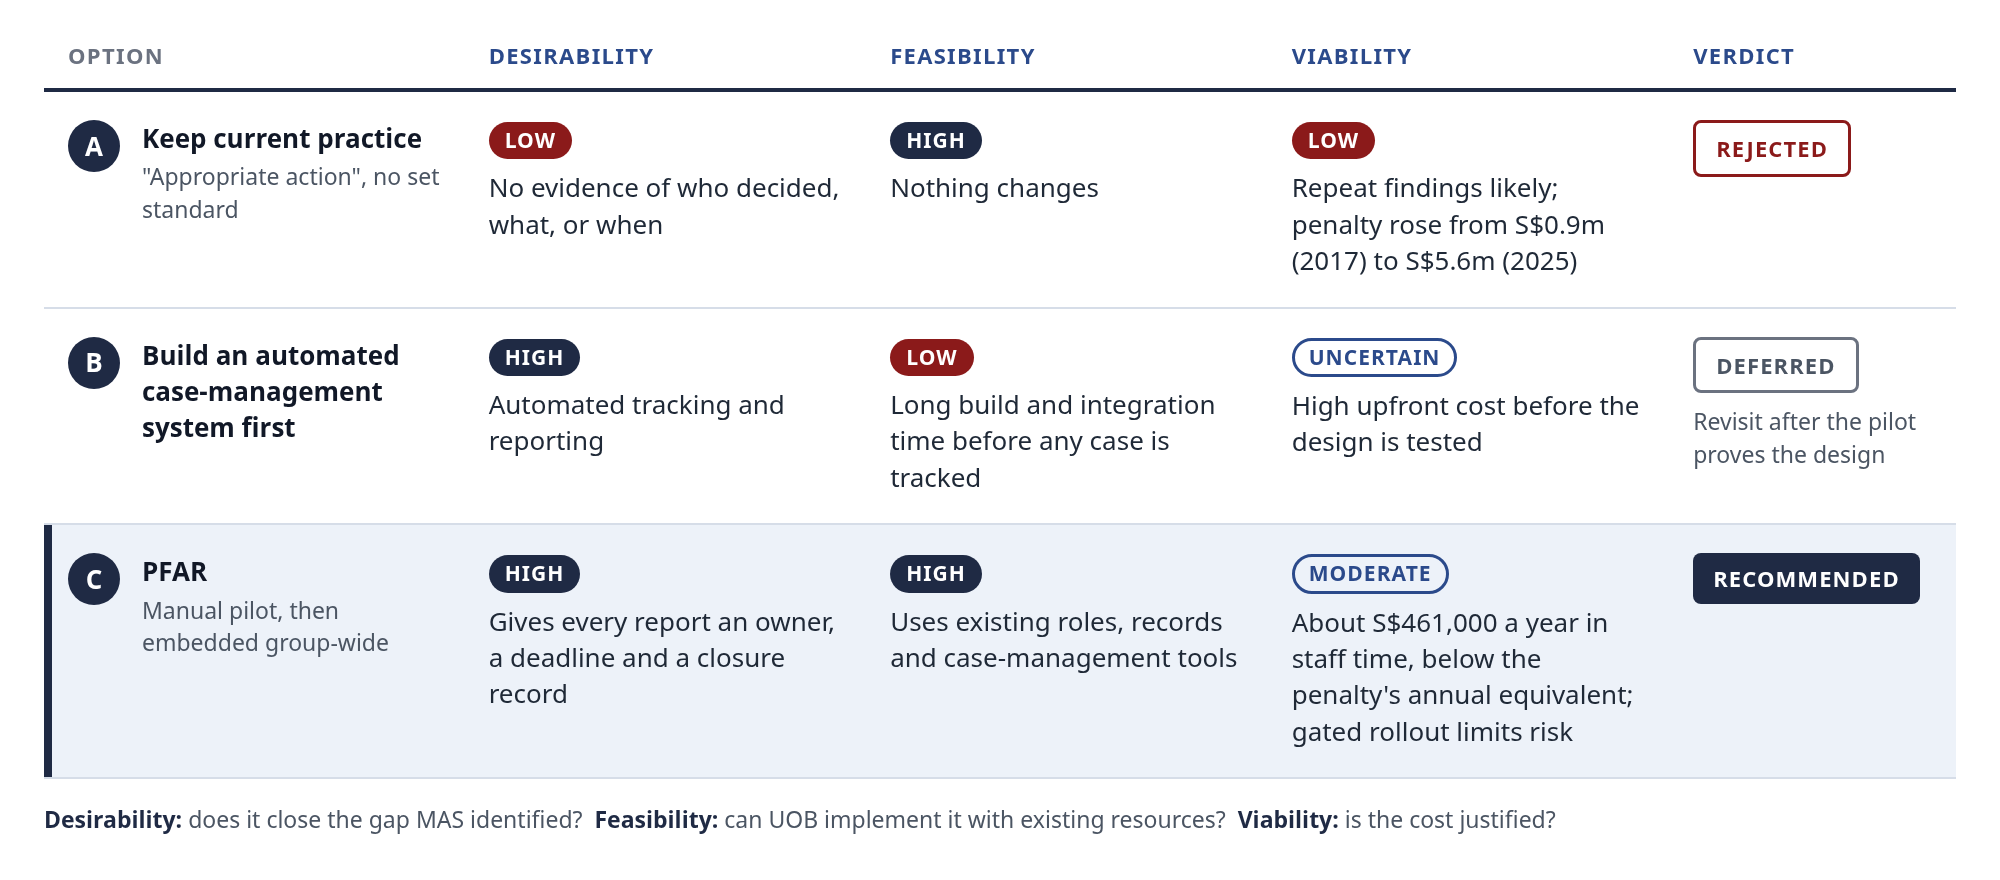 OPTION
DESIRABILITY
FEASIBILITY
VIABILITY
VERDICT
A
Keep current practice
"Appropriate action", no set
standard
LOW
No evidence of who decided,
what, or when
HIGH
Nothing changes
LOW
Repeat findings likely;
penalty rose from S$0.9m
(2017) to S$5.6m (2025)
REJECTED
B
Build an automated
case-management
system first
HIGH
Automated tracking and
reporting
LOW
Long build and integration
time before any case is
tracked
UNCERTAIN
High upfront cost before the
design is tested
DEFERRED
Revisit after the pilot
proves the design
C
PFAR
Manual pilot, then
embedded group-wide
HIGH
Gives every report an owner,
a deadline and a closure
record
HIGH
Uses existing roles, records
and case-management tools
MODERATE
About S$461,000 a year in
staff time, below the
penalty's annual equivalent;
gated rollout limits risk
RECOMMENDED
Desirability: does it close the gap MAS identified? Feasibility: can UOB implement it with existing resources? Viability: is the cost justified?